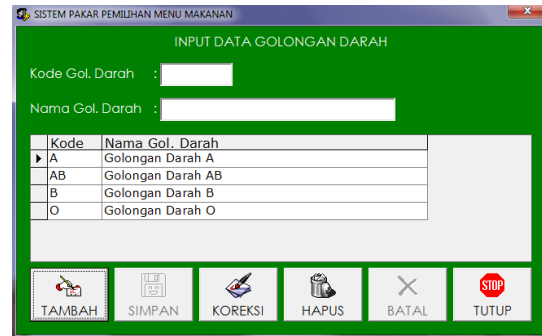 SISTEM PAKAR PEMILIHAN MENU MAKANAN
INPUT DATA GOLONGAN DARAH
Kode Gol. Darah :
Nama Gol. Darah :
Kode Nama Gol. Darah
A Golongan Darah A
AB Golongan Darah AB
B Golongan Darah B
O Golongan Darah O
STOP
TAMBAH SIMPAN KOREKSI HAPUS BATAL TUTUP